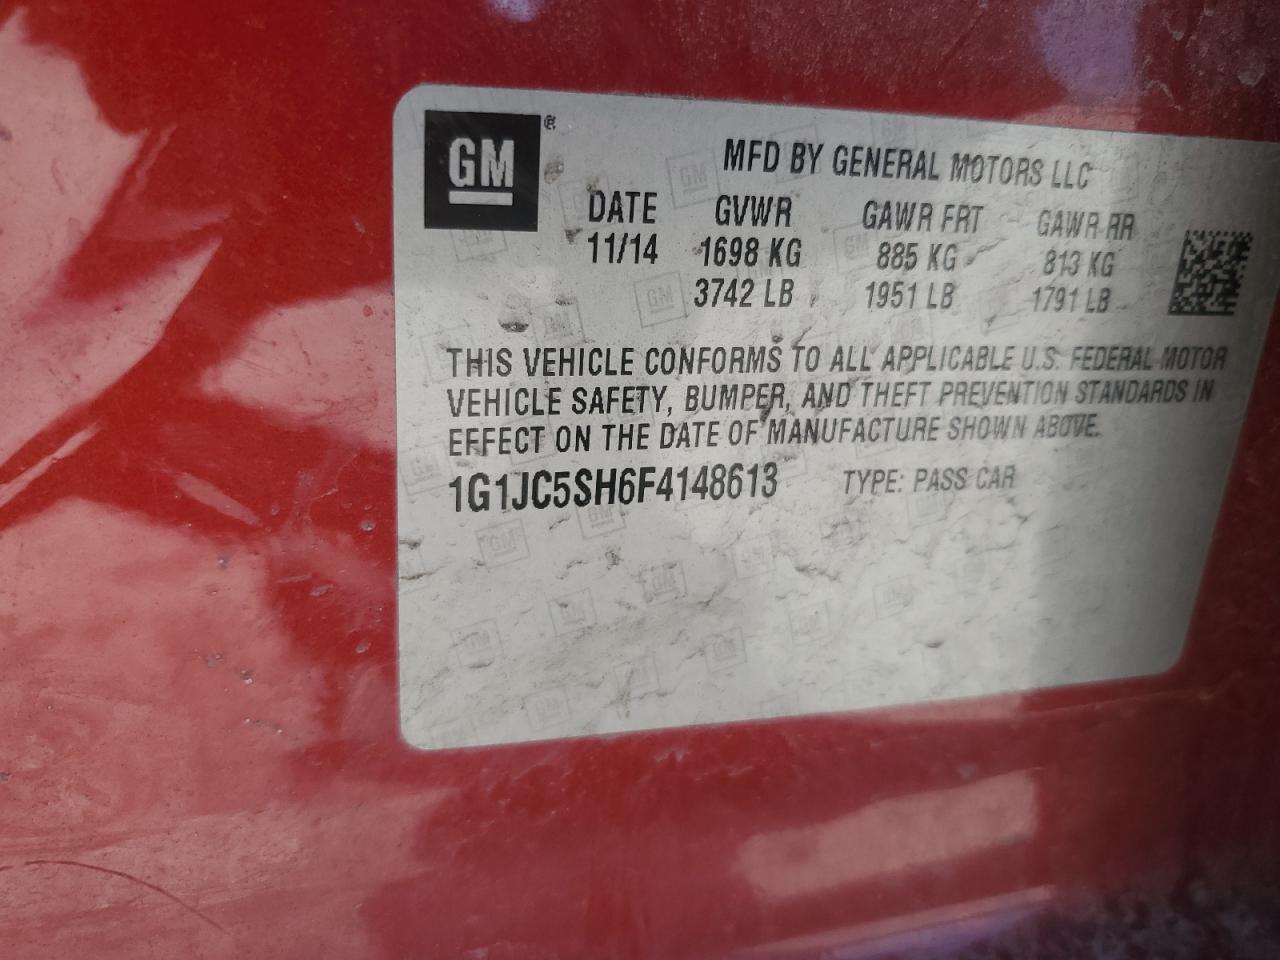 GM
MFD BY GENERAL MOTORS LLC
DATE GVWR GAWR FRT GAWR RR
11/14 1698 KG 885 KG 813 KG
3742 LB 1951 LB 1791 LB
THIS VEHICLE CONFORMS TO ALL APPLICABLE U.S. FEDERAL MOTOR
VEHICLE SAFETY, BUMPER, AND THEFT PREVENTION STANDARDS IN
EFFECT ON THE DATE OF MANUFACTURE SHOWN ABOVE.
1G1JC5SH6F4148613 TYPE: PASS CAR